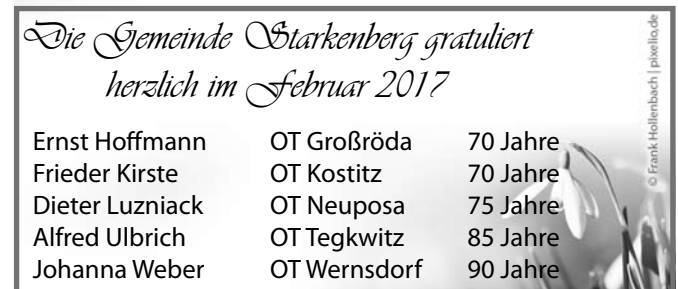 Die Gemeinde Starkenberg gratuliert
herzlich im Februar 2017
Ernst Hoffmann OT Großröda 70 Jahre
Frieder Kirste OT Kostitz 70 Jahre
Dieter Luzniack OT Neuposa 75 Jahre
Alfred Ulbrich OT Tegkwitz 85 Jahre
Johanna Weber OT Wernsdorf 90 Jahre
© Frank Hollenbach | pixelio,de